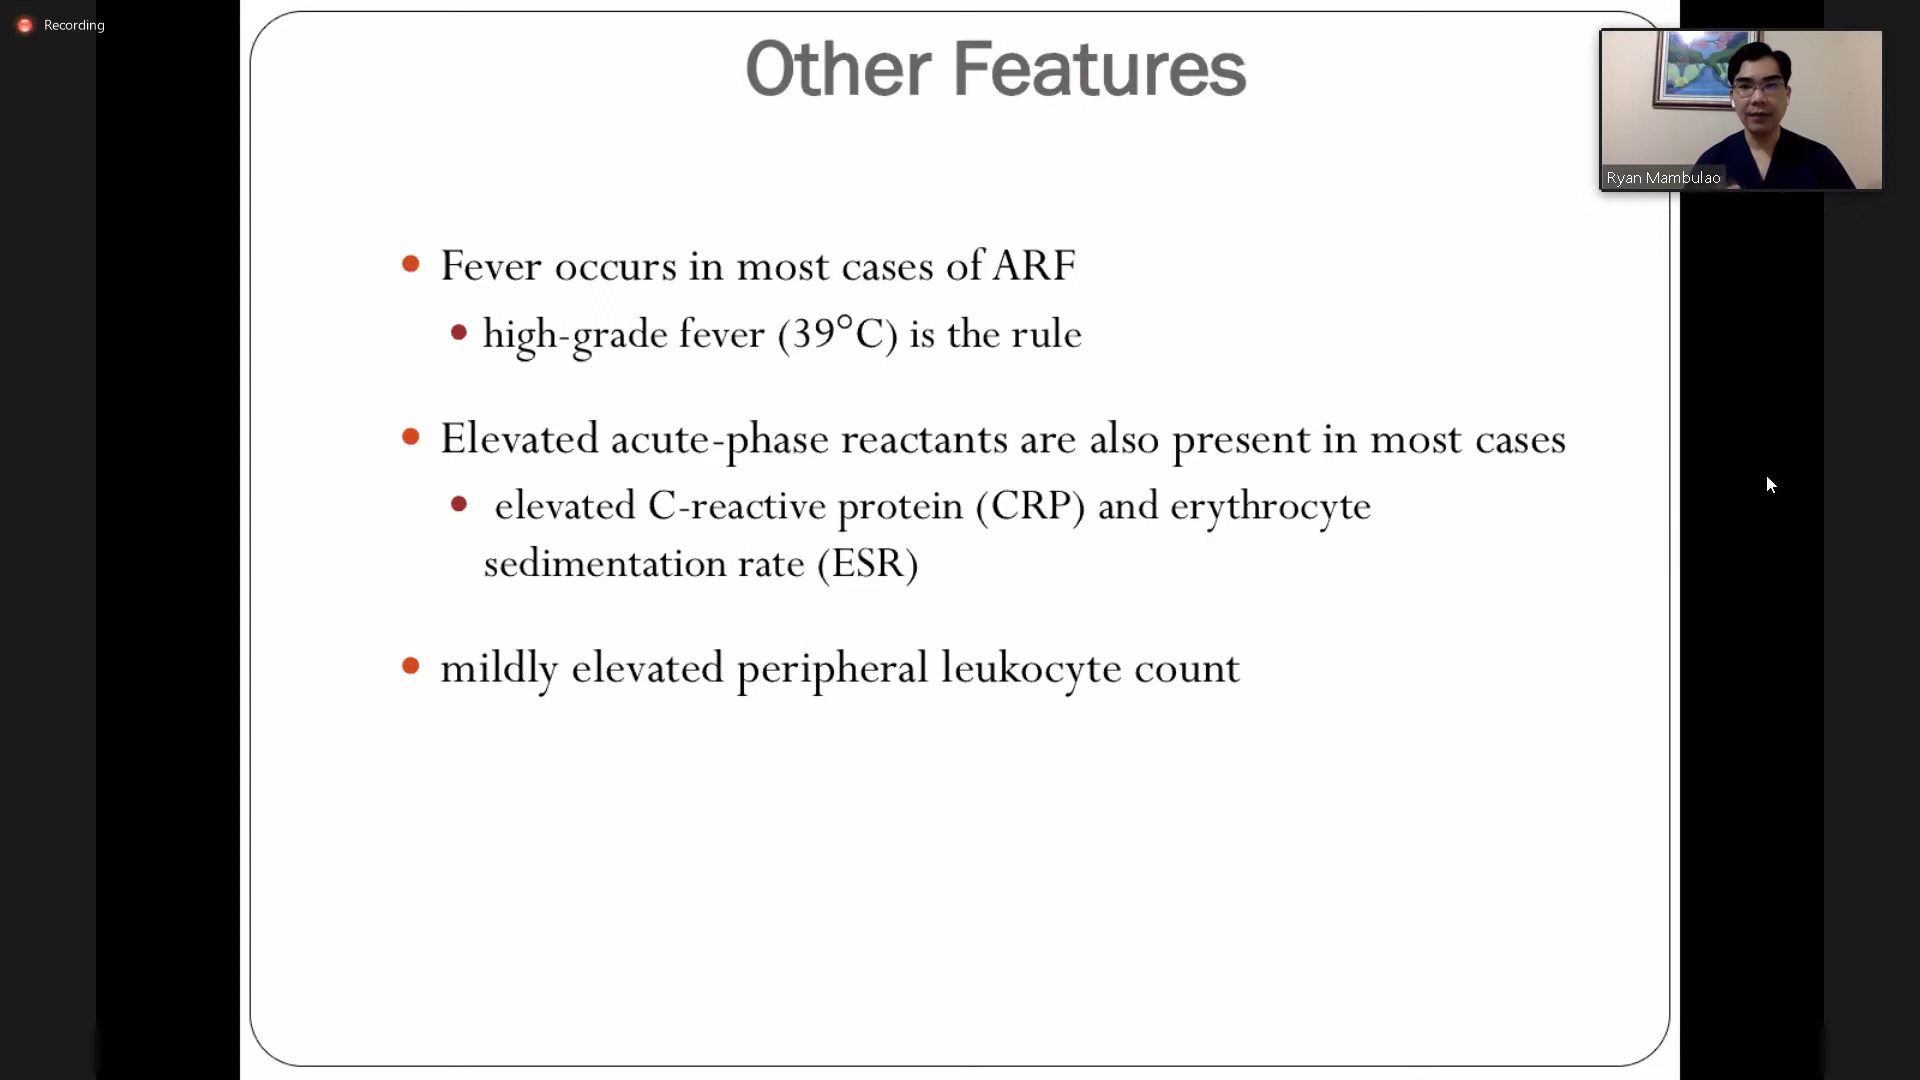 Recording
Other Features
Ryan Mambulao
• Fever occurs in most cases of ARF
• high-grade fever (39°C) is the rule
• Elevated acute-phase reactants are also present in most cases
• elevated C-reactive protein (CRP) and erythrocyte
sedimentation rate (ESR)
• mildly elevated peripheral leukocyte count